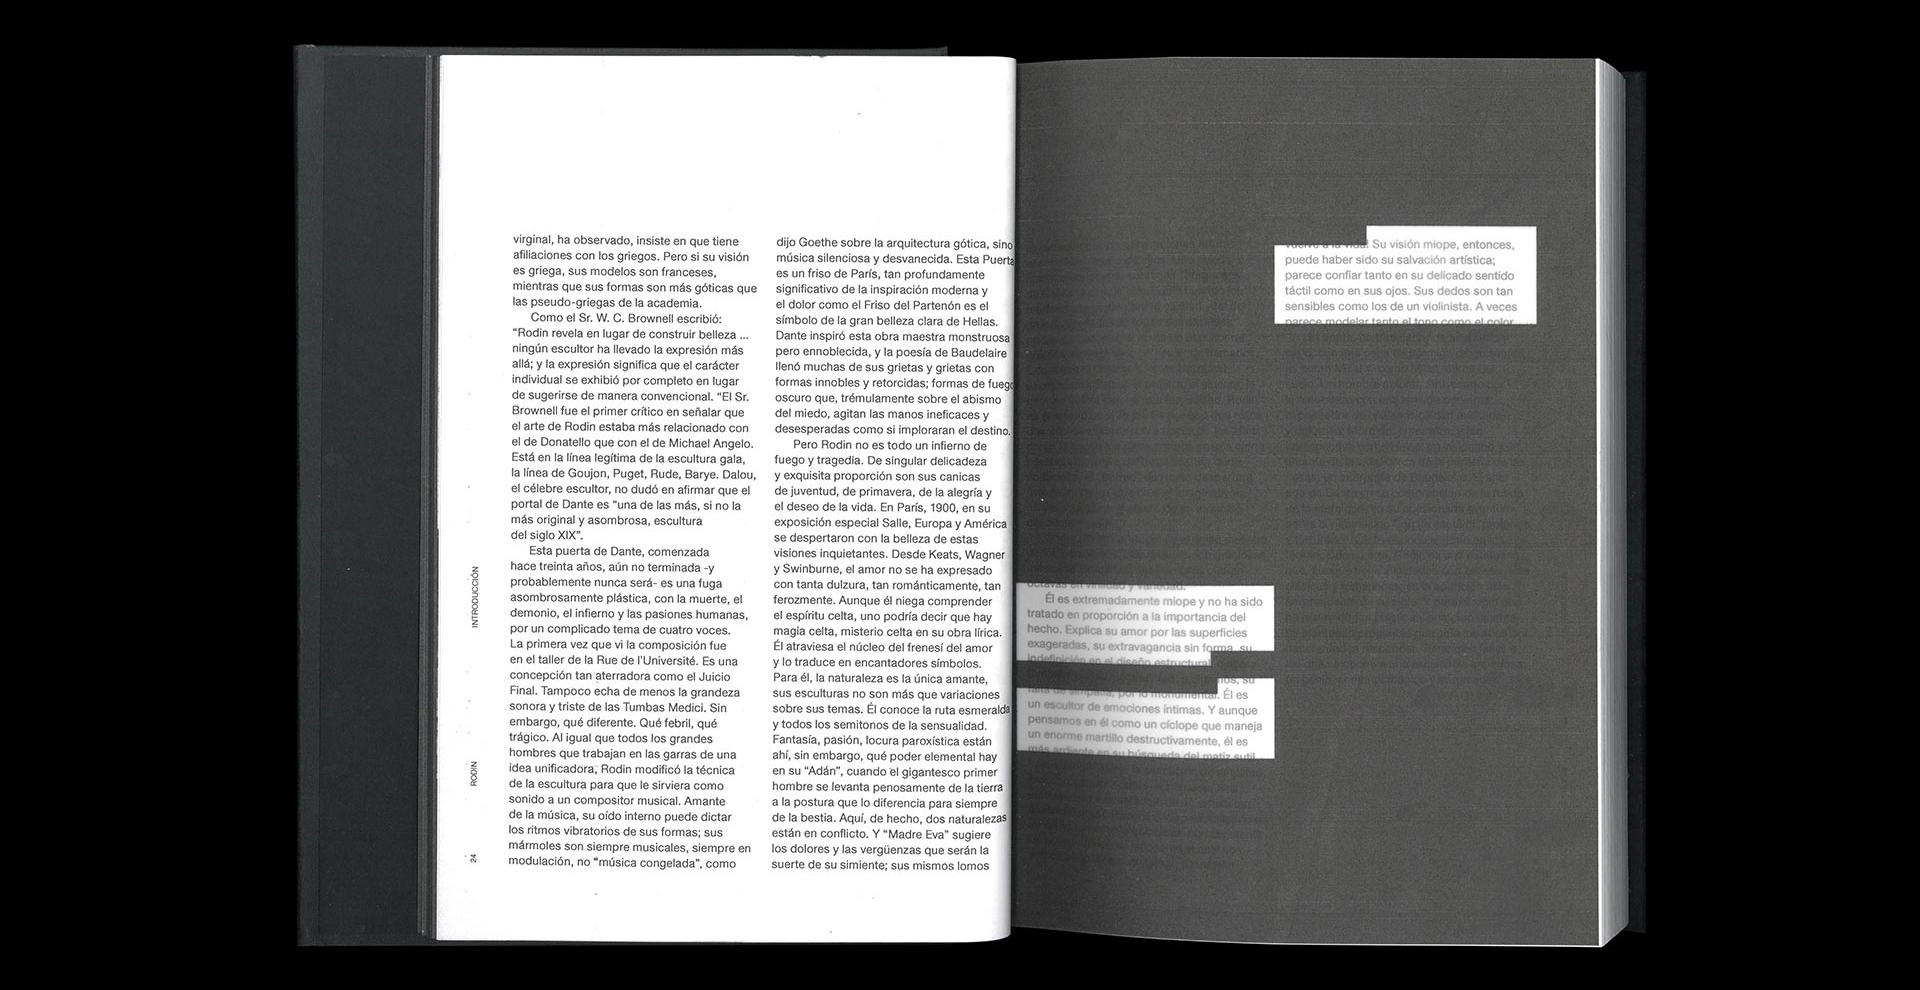 virginal, ha observado, insiste en que tiene
afiliaciones con los griegos. Pero si su visión
es griega, sus modelos son franceses,
mientras que sus formas son más góticas que
las pseudo-griegas de la academia.
Como el Sr. W. C. Brownell escribió:
“Rodin revela en lugar de construir belleza ...
ningún escultor ha llevado la expresión más
allá; y la expresión significa que el carácter
individual se exhibió por completo en lugar
de sugerirse de manera convencional. “El Sr.
Brownell fue el primer crítico en señalar que
el arte de Rodin estaba más relacionado con
el de Donatello que con el de Michael Angelo.
Está en la línea legítima de la escultura gala,
la línea de Goujon, Puget, Rude, Barye. Dalou,
el célebre escultor, no dudó en afirmar que el
portal de Dante es “una de las más, si no la
más original y asombrosa, escultura
del siglo XIX”.
Esta puerta de Dante, comenzada
hace treinta años, aún no terminada -y
probablemente nunca será- es una fuga
asombrosamente plástica, con la muerte, el
demonio, el infierno y las pasiones humanas,
por un complicado tema de cuatro voces.
La primera vez que vi la composición fue
en el taller de la Rue de l’Université. Es una
concepción tan aterradora como el Juicio
Final. Tampoco echa de menos la grandeza
sonora y triste de las Tumbas Medici. Sin
embargo, qué diferente. Qué febril, qué
trágico. Al igual que todos los grandes
hombres que trabajan en las garras de una
idea unificadora, Rodin modificó la técnica
de la escultura para que le sirviera como
sonido a un compositor musical. Amante
de la música, su oído interno puede dictar
los ritmos vibratorios de sus formas; sus
mármoles son siempre musicales, siempre en
modulación, no “música congelada”, como
dijo Goethe sobre la arquitectura gótica, sino
música silenciosa y desvanecida. Esta Puerta
es un friso de París, tan profundamente
significativo de la inspiración moderna y
el dolor como el Friso del Partenón es el
símbolo de la gran belleza clara de Hellas.
Dante inspiró esta obra maestra monstruosa
pero ennoblecida, y la poesía de Baudelaire
llenó muchas de sus grietas y grietas con
formas innobles y retorcidas; formas de fuego
oscuro que, trémulamente sobre el abismo
del miedo, agitan las manos ineficaces y
desesperadas como si imploraran el destino.
Pero Rodin no es todo un infierno de
fuego y tragedia. De singular delicadeza
y exquisita proporción son sus canicas
de juventud, de primavera, de la alegría y
el deseo de la vida. En París, 1900, en su
exposición especial Salle, Europa y América
se despertaron con la belleza de estas
visiones inquietantes. Desde Keats, Wagner
y Swinburne, el amor no se ha expresado
con tanta dulzura, tan románticamente, tan
ferozmente. Aunque él niega comprender
el espíritu celta, uno podría decir que hay
magia celta, misterio celta en su obra lírica.
Él atraviesa el núcleo del frenesí del amor
y lo traduce en encantadores símbolos.
Para él, la naturaleza es la única amante,
sus esculturas no son más que variaciones
sobre sus temas. Él conoce la ruta esmeralda
y todos los semitonos de la sensualidad.
Fantasía, pasión, locura paroxística están
ahí, sin embargo, qué poder elemental hay
en su “Adán”, cuando el gigantesco primer
hombre se levanta penosamente de la tierra
a la postura que lo diferencia para siempre
de la bestia. Aquí, de hecho, dos naturalezas
están en conflicto. Y “Madre Eva” sugiere
los dolores y las vergüenzas que serán la
suerte de su simiente; sus mismos lomos
INTRODUCCIÓN
RODIN
24
octavas en virilidad y variedad.
Él es extremadamente miope y no ha sido
tratado en proporción a la importancia del
hecho. Explica su amor por las superficies
exageradas, su extravagancia sin forma, su
indefinición en el diseño estructural
su
falta de simpatía, por lo monumental. Él es
un escultor de emociones íntimas. Y aunque
pensamos en él como un cíclope que maneja
un enorme martillo destructivamente, él es
más ardiente en su búsqueda del matiz sutil
vuelve a la vida! Su visión miope, entonces,
puede haber sido su salvación artística;
parece confiar tanto en su delicado sentido
táctil como en sus ojos. Sus dedos son tan
sensibles como los de un violinista. A veces
parece modelar tanto el tono como el color